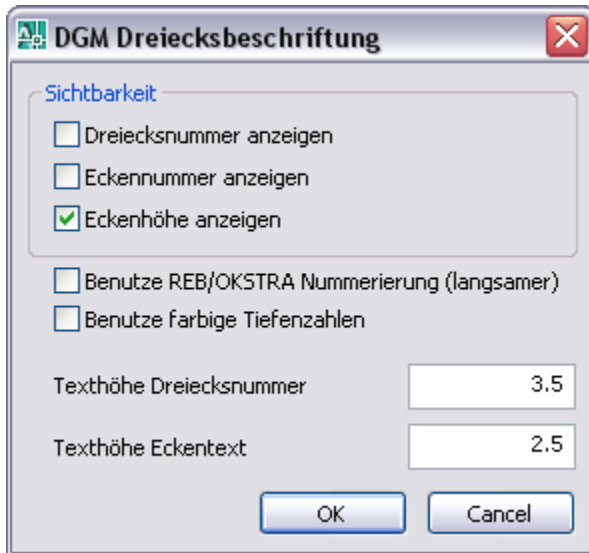 DGM Dreiecksbeschriftung
Sichtbarkeit
Dreiecksnummer anzeigen
Eckennummer anzeigen
Eckenhöhe anzeigen
Benutze REB/OKSTRA Nummerierung (langsamer)
Benutze farbige Tiefenzahlen
Texthöhe Dreiecksnummer 3.5
Texthöhe Eckentext 2.5
OK Cancel